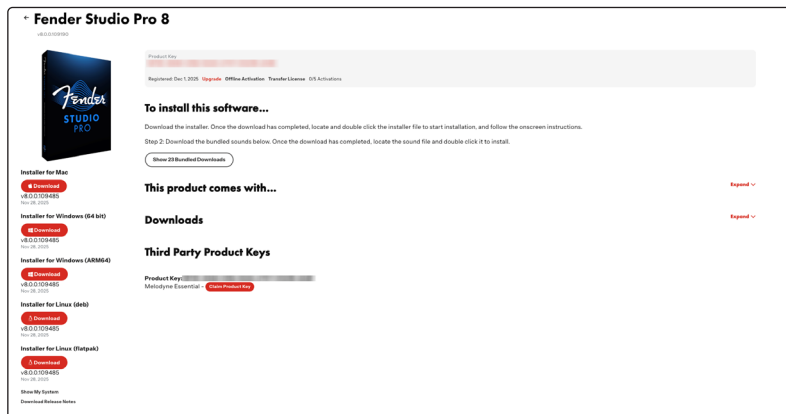 ← Fender Studio Pro 8
v8.0.0.109190
Fender
STUDIO
PRO
Product Key
Registered: Dec 1, 2025 Upgrade Offline Activation Transfer License 0/5 Activations
To install this software...
Download the installer. Once the download has completed, locate and double click the installer file to start installation, and follow the onscreen instructions.
Step 2: Download the bundled sounds below. Once the download has completed, locate the sound file and double click it to install.
Show 23 Bundled Downloads
This product comes with...
Expand
Downloads
Expand
Third Party Product Keys
Product Key:
Melodyne Essential - Claim Product Key
Installer for Mac
Download
v8.0.0.109485
Nov 28, 2025
Installer for Windows (64 bit)
Download
v8.0.0.109485
Nov 28, 2025
Installer for Windows (ARM64)
Download
v8.0.0.109485
Nov 28, 2025
Installer for Linux (deb)
Download
v8.0.0.109485
Nov 28, 2025
Installer for Linux (flatpak)
Download
v8.0.0.109485
Nov 28, 2025
Show My System
Download Release Notes